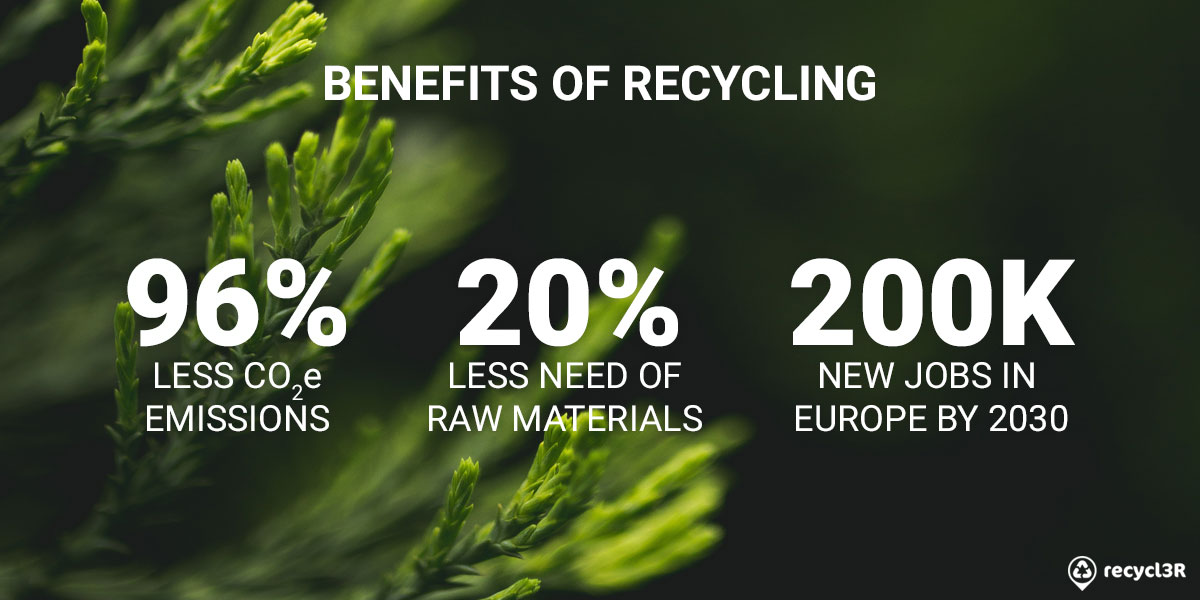 BENEFITS OF RECYCLING
96%
LESS CO₂e
EMISSIONS
20%
LESS NEED OF
RAW MATERIALS
200K
NEW JOBS IN
EUROPE BY 2030
recycl3R